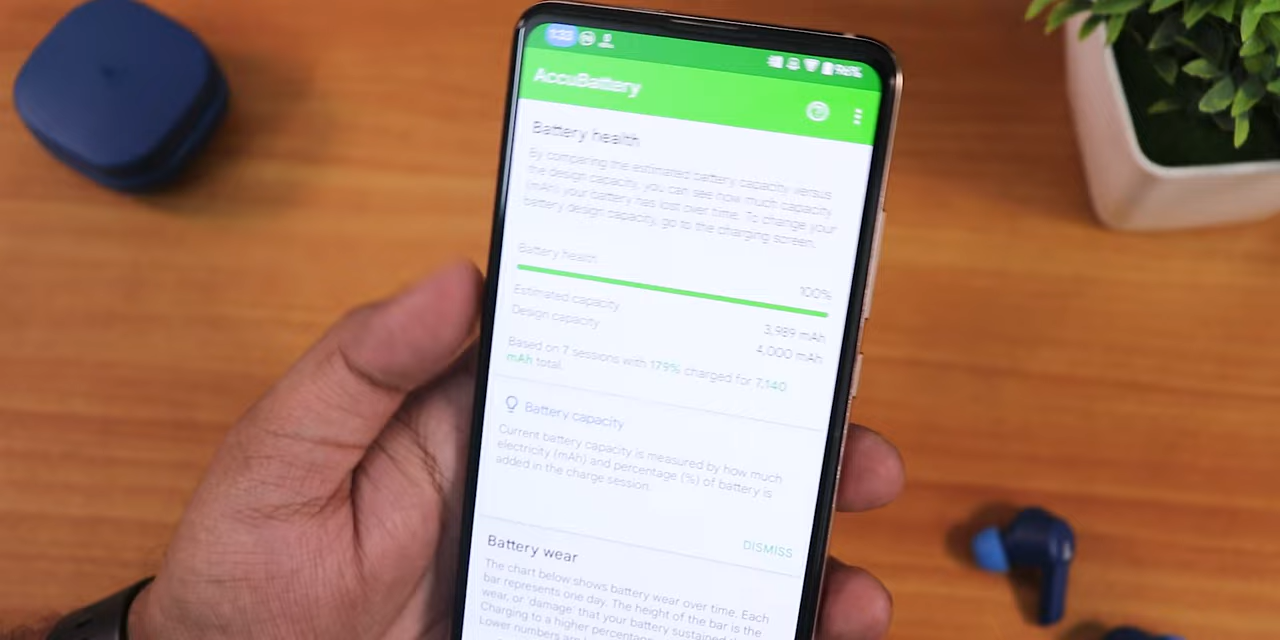 96%
AccuBattery
Battery health
By comparing the estimated battery capacity versus
the design capacity, you can see how much capacity
(mAh) your battery has lost over time. To change your
battery design capacity, go to the charging screen.
Battery health
100%
Estimated capacity
3,989 mAh
Design capacity
4,000 mAh
Based on 7 sessions with 179% charged for 7,140
mAh total.
Battery capacity
Current battery capacity is measured by how much
electricity (mAh) and percentage (%) of battery is
added in the charge session.
DISMISS
Battery wear
The chart below shows battery wear over time. Each
bar represents one day. The height of the bar is the
wear, or 'damage' that your battery sustained
Charging to a higher percentage
Lower numbers are